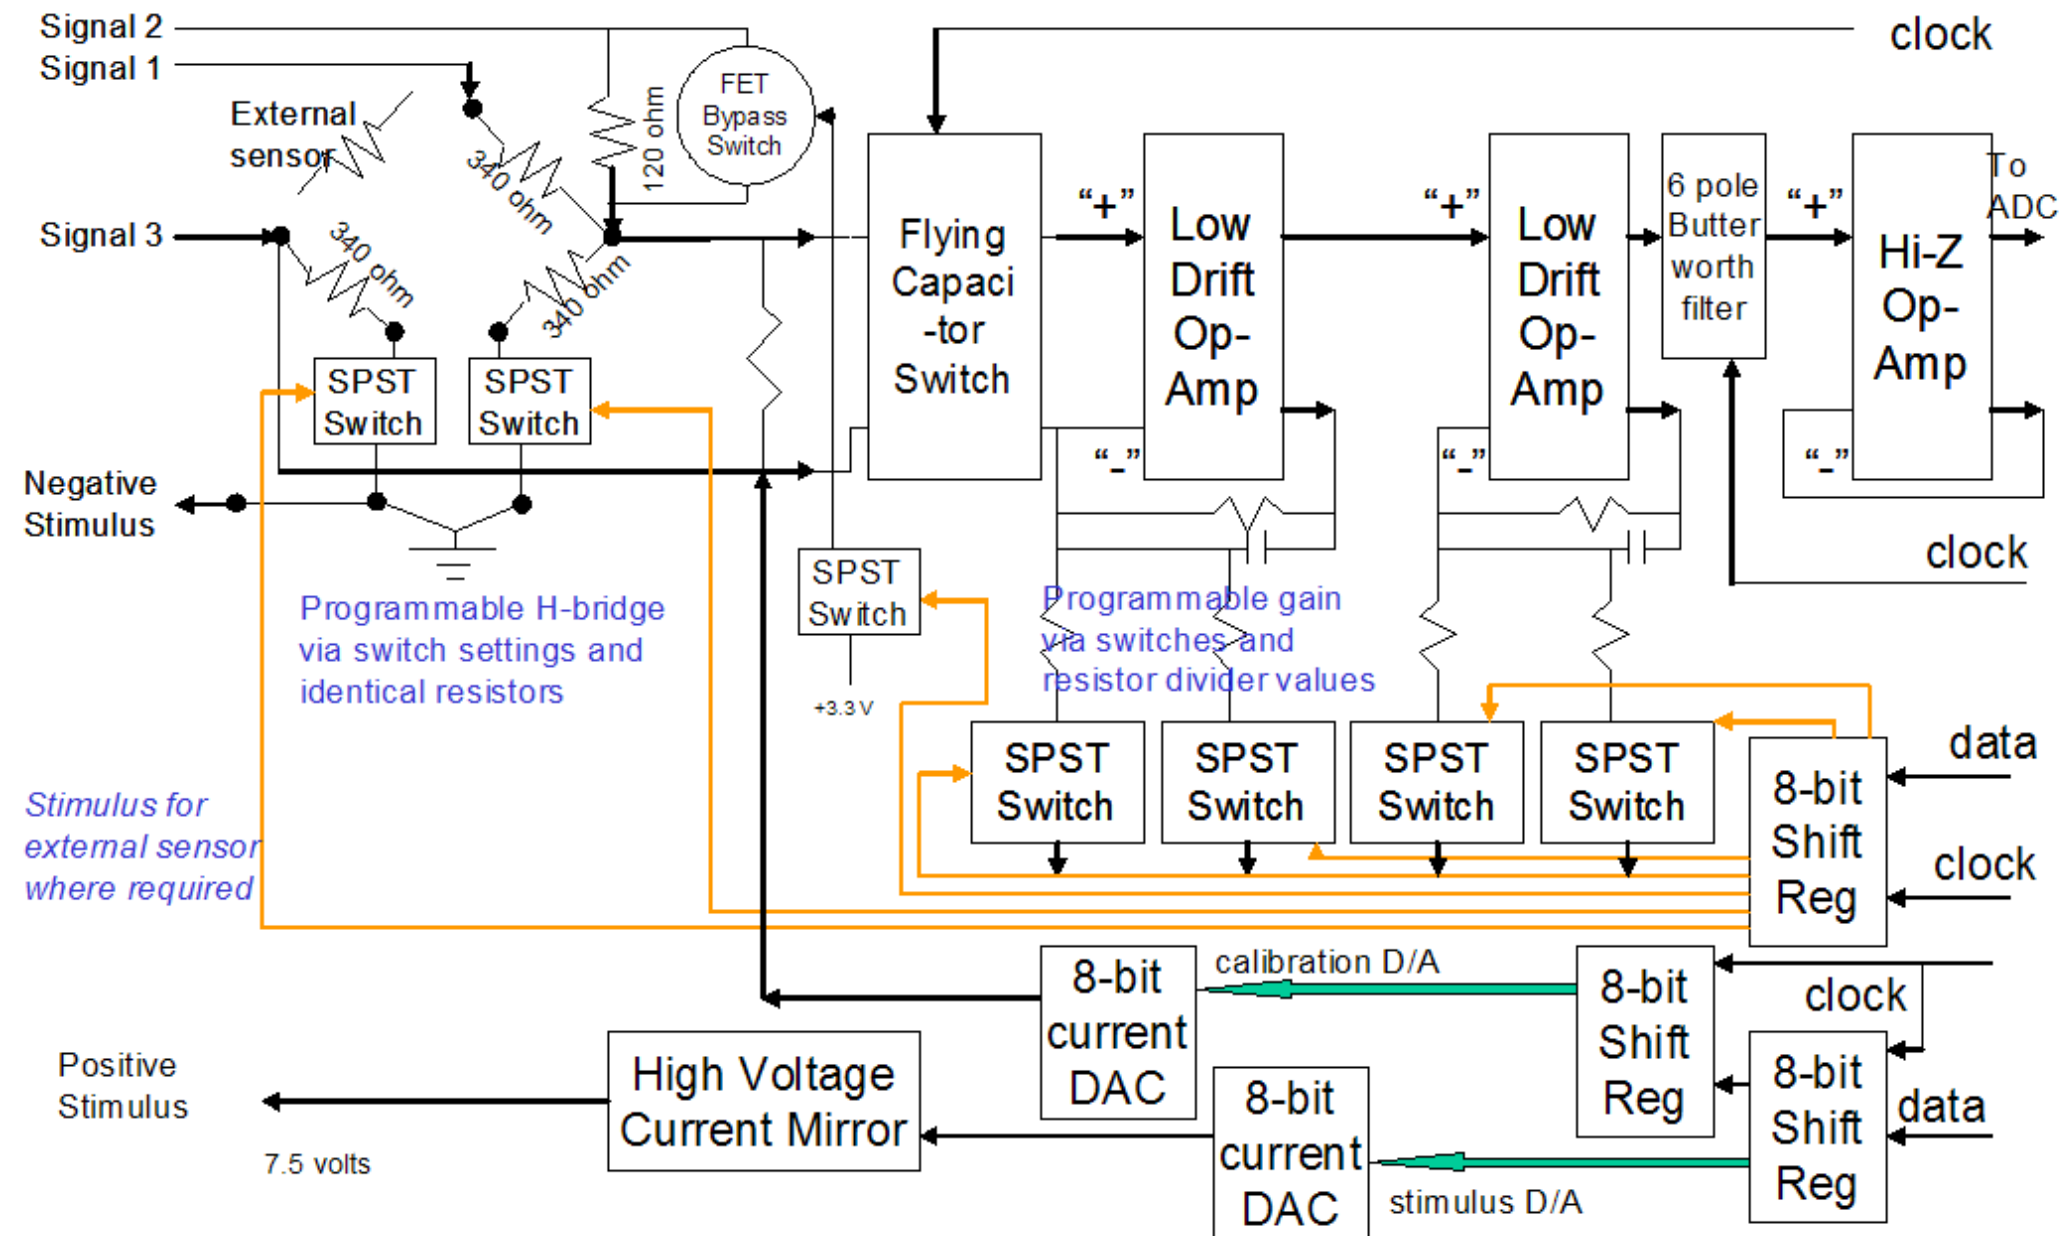 Signal 2
Signal 1
clock
FET
Bypass
Switch
External
sensor
120 ohm
340 ohm
Signal 3
340 ohm
340 ohm
Flying
Capaci
-tor
Switch
"+"
Low
Drift
Op-
Amp
"-"
"+"
Low
Drift
Op-
Amp
"-"
6 pole
Butter
worth
filter
"+"
Hi-Z
Op-
Amp
"-"
To
ADC
SPST
Switch
SPST
Switch
Negative
Stimulus
clock
SPST
Switch
+3.3 V
Programmable H-bridge
via switch settings and
identical resistors
Programmable gain
via switches and
resistor divider values
Stimulus for
external sensor
where required
SPST
Switch
SPST
Switch
SPST
Switch
SPST
Switch
8-bit
Shift
Reg
data
clock
8-bit
current
DAC
calibration D/A
8-bit
Shift
Reg
clock
Positive
Stimulus
7.5 volts
High Voltage
Current Mirror
8-bit
current
DAC
stimulus D/A
8-bit
Shift
Reg
data